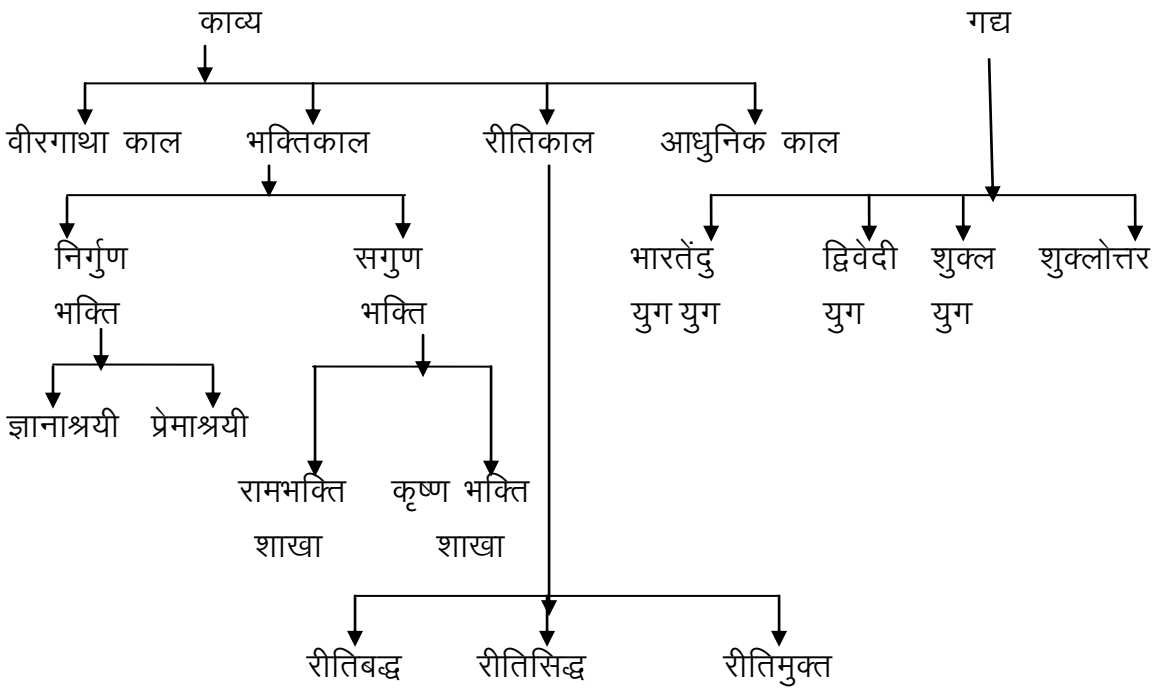 काव्य गद्य
वीरगाथा काल भक्तिकाल रीतिकाल आधुनिक काल
निर्गुण सगुण भारतेंदु द्विवेदी शुक्ल शुक्लोत्तर
भक्ति भक्ति युग युग युग युग
ज्ञानाश्रयी प्रेमाश्रयी
रामभक्ति कृष्ण भक्ति
शाखा शाखा
रीतिबद्ध रीतिसिद्ध रीतिमुक्त